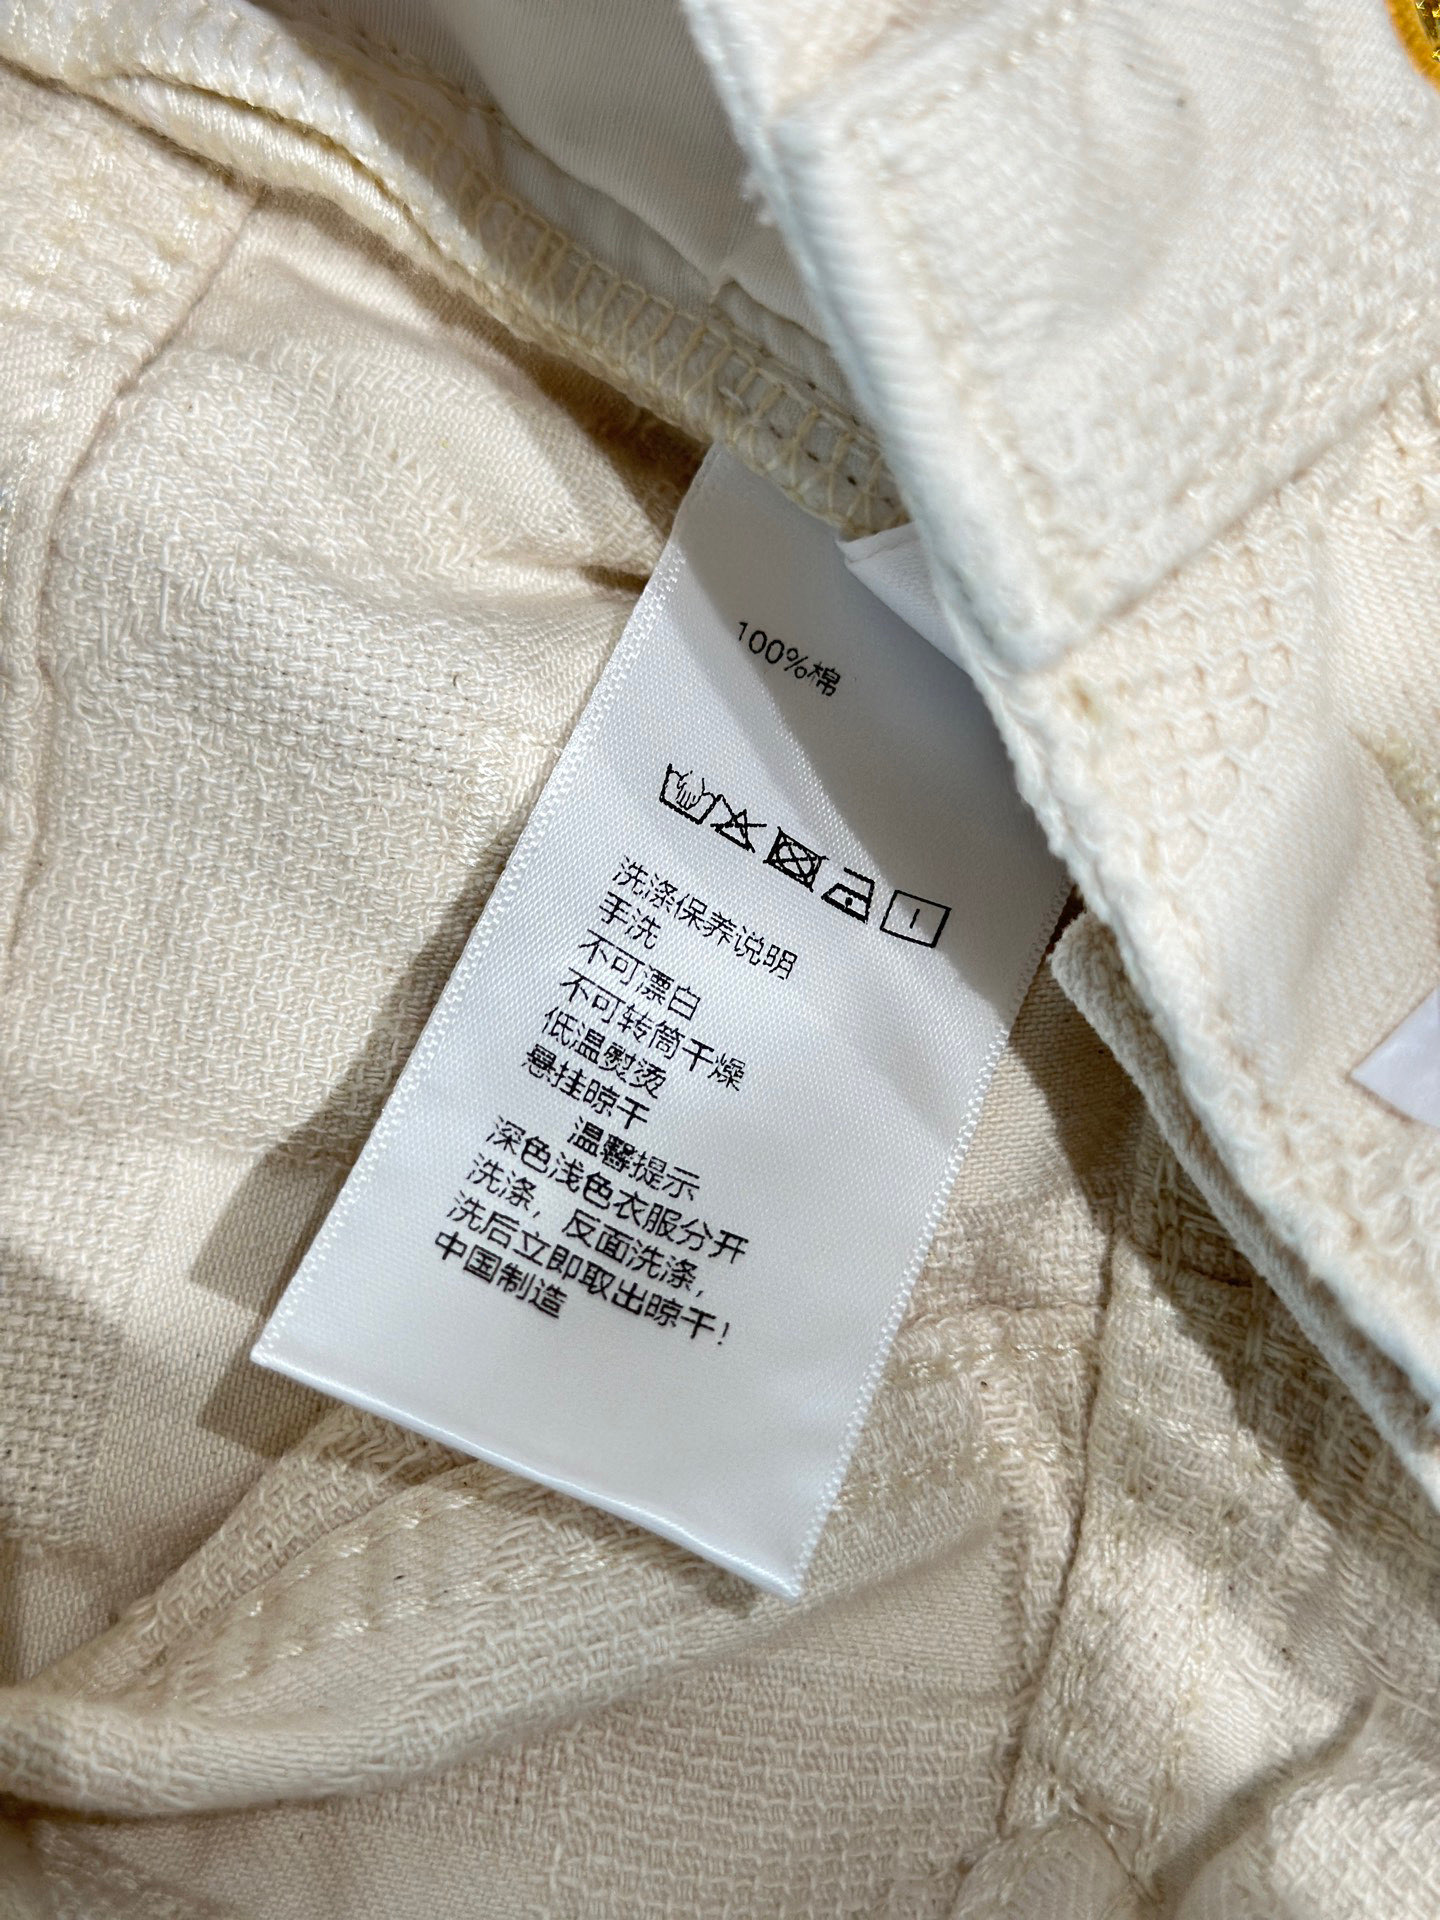 100%棉
洗涤保养说明
手洗
不可漂白
不可转筒干燥
低温熨烫
悬挂晾干
温馨提示
深色浅色衣服分开
洗涤，反面洗涤，
洗后立即取出晾干！
中国制造